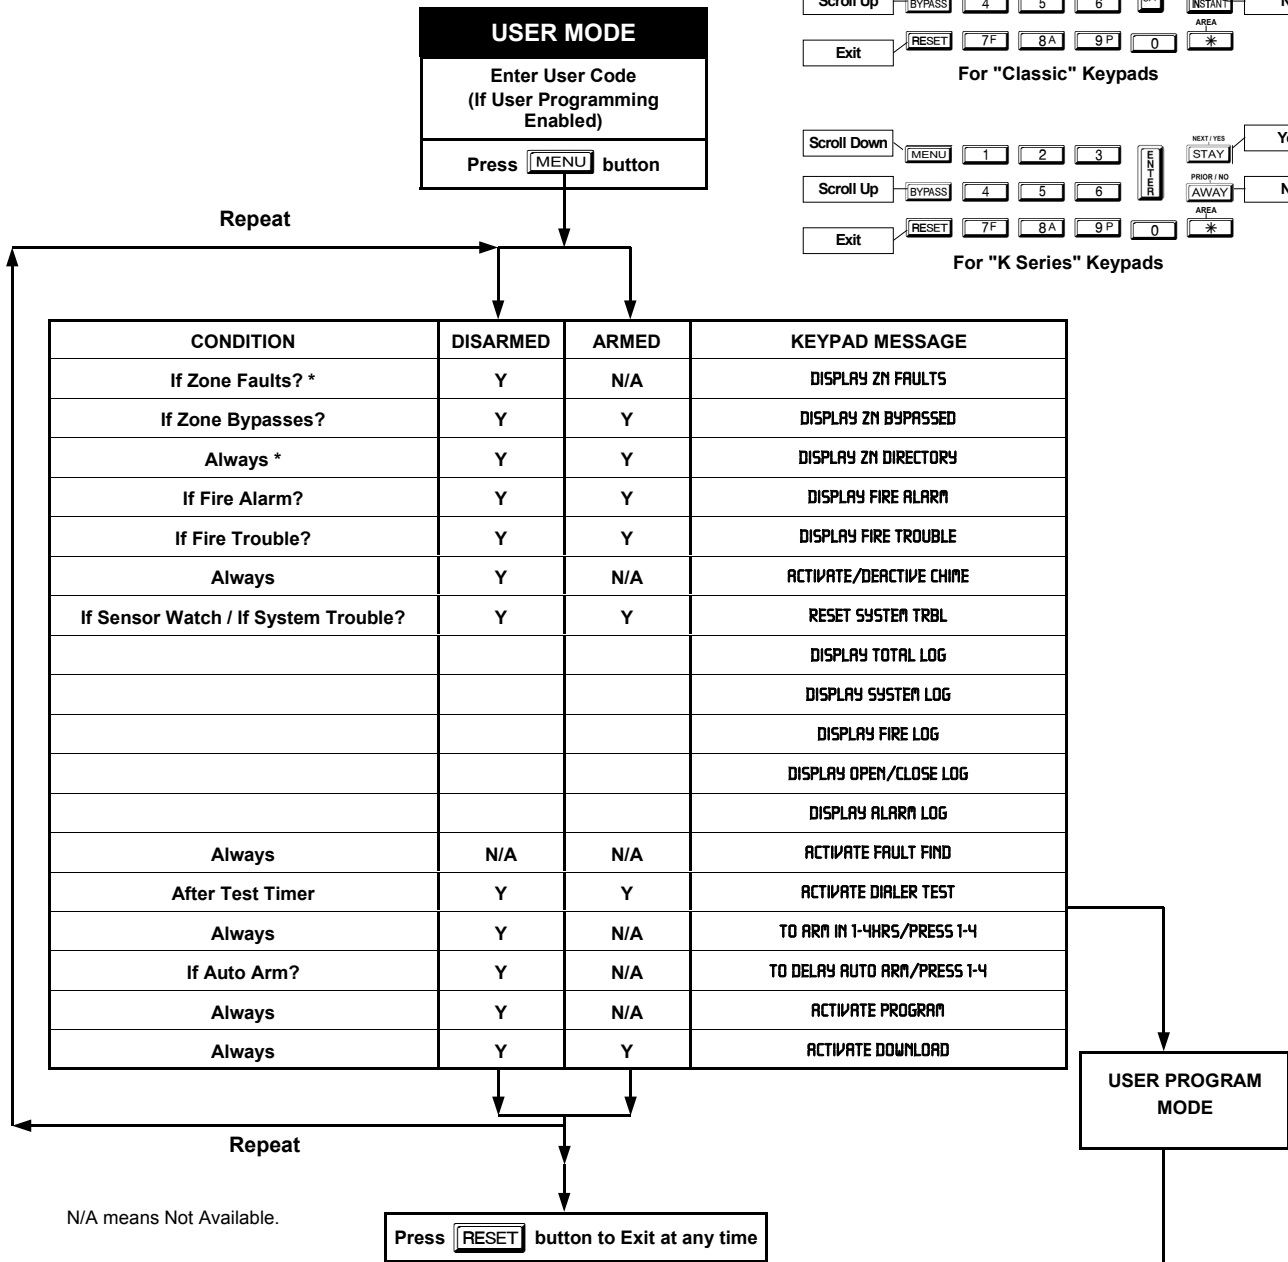 USER MODE
Enter User Code
(If User Programming
Enabled)
Press MENU button
Scroll Up BYPASS 4 5 6 INSTANT
AREA
Exit RESET 7F 8A 9P 0 *
For "Classic" Keypads
NEXT / YES
Scroll Down MENU 1 2 3 ENTER STAY
PRIOR / NO
Scroll Up BYPASS 4 5 6 AWAY
AREA
Exit RESET 7F 8A 9P 0 *
For "K Series" Keypads
Repeat
CONDITION DISARMED ARMED KEYPAD MESSAGE
If Zone Faults? * Y N/A DISPLAY ZN FAULTS
If Zone Bypasses? Y Y DISPLAY ZN BYPASSED
Always * Y Y DISPLAY ZN DIRECTORY
If Fire Alarm? Y Y DISPLAY FIRE ALARM
If Fire Trouble? Y Y DISPLAY FIRE TROUBLE
Always Y N/A ACTIVATE/DEACTIVE CHIME
If Sensor Watch / If System Trouble? Y Y RESET SYSTEM TRBL
DISPLAY TOTAL LOG
DISPLAY SYSTEM LOG
DISPLAY FIRE LOG
DISPLAY OPEN/CLOSE LOG
DISPLAY ALARM LOG
Always N/A N/A ACTIVATE FAULT FIND
After Test Timer Y Y ACTIVATE DIALER TEST
Always Y N/A TO ARM IN 1-4HRS/PRESS 1-4
If Auto Arm? Y N/A TO DELAY AUTO ARM/PRESS 1-4
Always Y N/A ACTIVATE PROGRAM
Always Y Y ACTIVATE DOWNLOAD
USER PROGRAM
MODE
Repeat
N/A means Not Available.
Press RESET button to Exit at any time